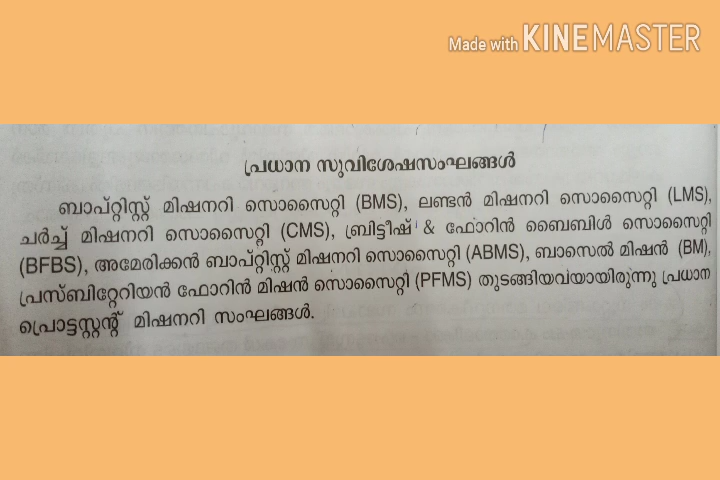 Made with KINEMASTER
പ്രധാന സുവിശേഷസംഘങ്ങൾ
ബാപ്റ്റിസ്റ്റ് മിഷനറി സൊസൈറ്റി (BMS), ലണ്ടൻ മിഷനറി സൊസൈറ്റി (LMS),
ചർച്ച് മിഷനറി സൊസൈറ്റി (CMS), ബ്രിട്ടീഷ് & ഫോറിൻ ബൈബിൾ സൊസൈറ്റി
(BFBS), അമേരിക്കൻ ബാപ്റ്റിസ്റ്റ് മിഷനറി സൊസൈറ്റി (ABMS), ബാസെൽ മിഷൻ (BM),
പ്രസ്ബിറ്റേറിയൻ ഫോറിൻ മിഷൻ സൊസൈറ്റി (PFMS) തുടങ്ങിയവയായിരുന്നു പ്രധാന
പ്രൊട്ടസ്റ്റന്റ് മിഷനറി സംഘങ്ങൾ.